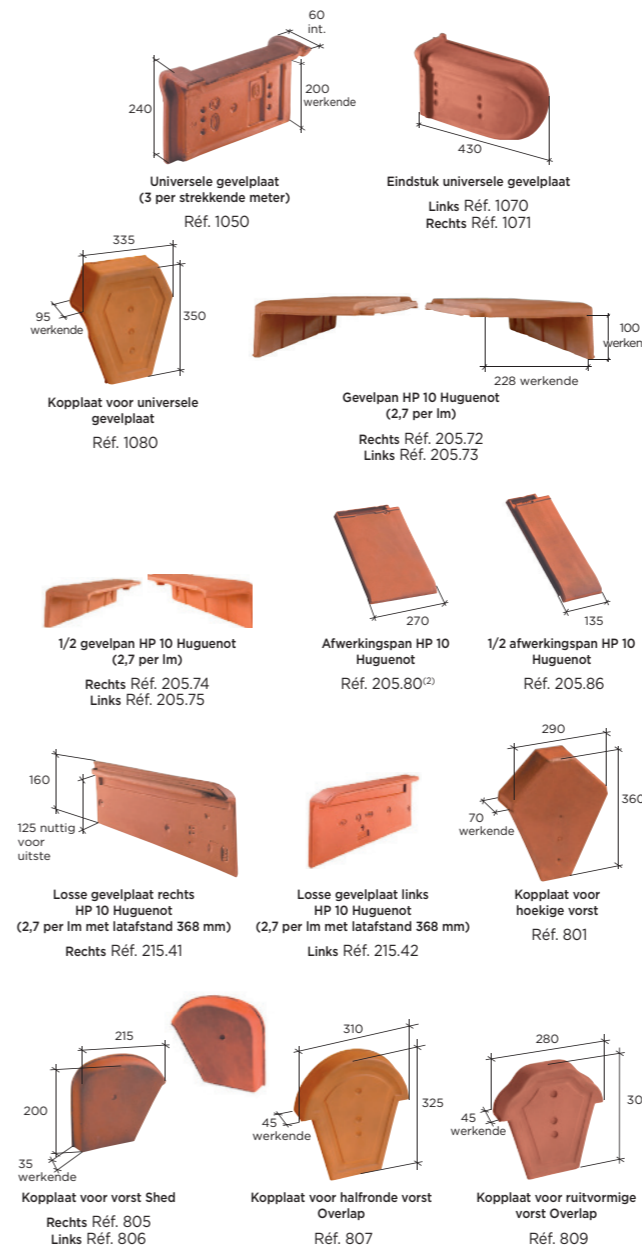 60
int.
240
200
werkende
430
Universele gevelplaat
(3 per strekkende meter)
Réf. 1050
Eindstuk universele gevelplaat
Links Réf. 1070
Rechts Réf. 1071
335
95
werkende
350
Kopplaat voor universele
gevelplaat
Réf. 1080
100
werken
228 werkende
Gevelpan HP 10 Huguenot
(2,7 per lm)
Rechts Réf. 205.72
Links Réf. 205.73
1/2 gevelpan HP 10 Huguenot
(2,7 per lm)
Rechts Réf. 205.74
Links Réf. 205.75
270
Afwerkingspan HP 10
Huguenot
Réf. 205.80(2)
135
1/2 afwerkingspan HP 10
Huguenot
Réf. 205.86
160
125 nuttig
voor
uitste
Losse gevelplaat rechts
HP 10 Huguenot
(2,7 per lm met latafstand 368 mm)
Rechts Réf. 215.41
Losse gevelplaat links
HP 10 Huguenot
(2,7 per lm met latafstand 368 mm)
Links Réf. 215.42
290
360
70
werkende
Kopplaat voor
hoekige vorst
Réf. 801
215
200
35
werkende
Kopplaat voor vorst Shed
Rechts Réf. 805
Links Réf. 806
310
325
45
werkende
Kopplaat voor halfronde vorst
Overlap
Réf. 807
280
30
45
werkende
Kopplaat voor ruitvormige
vorst Overlap
Réf. 809